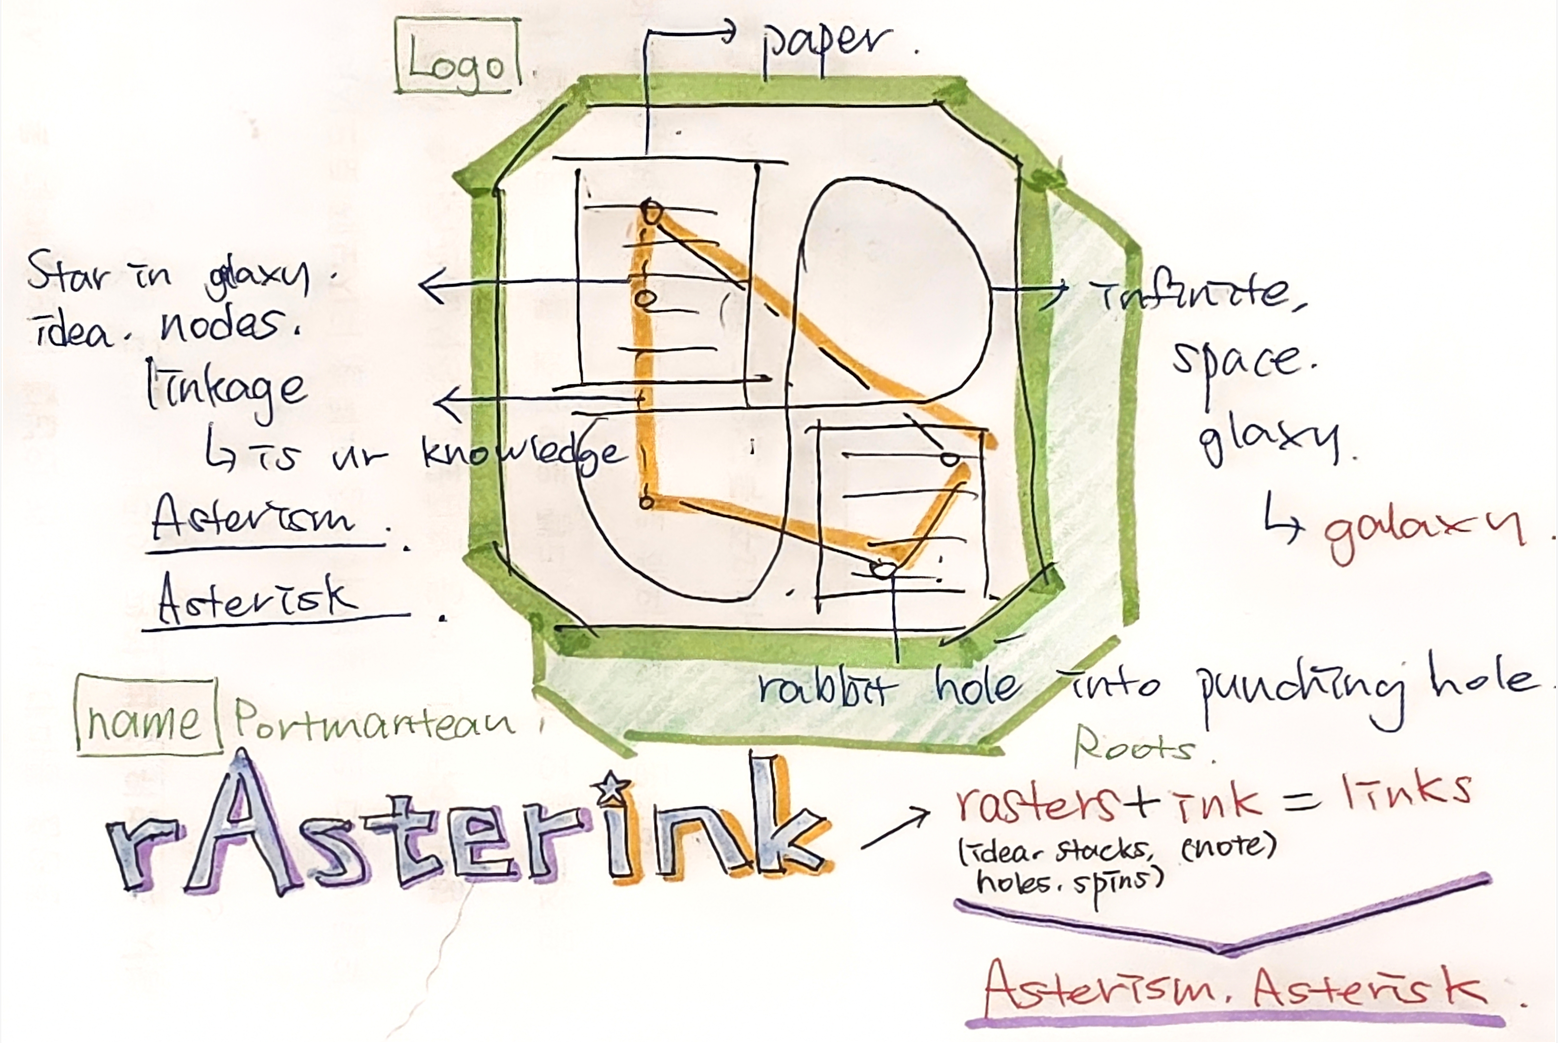 Logo
paper.
Star in glaxy.
idea. nodes.
linkage
↳ is ur knowledge
Asterism.
Asterisk.
infinite,
space.
glaxy.
↳ galaxy.
rabbit hole into punching hole.
name Portmanteau.
rAsterink
Roots.
rasters + ink = links
(idea. stacks, (note)
holes. spins)
Asterism. Asterisk.